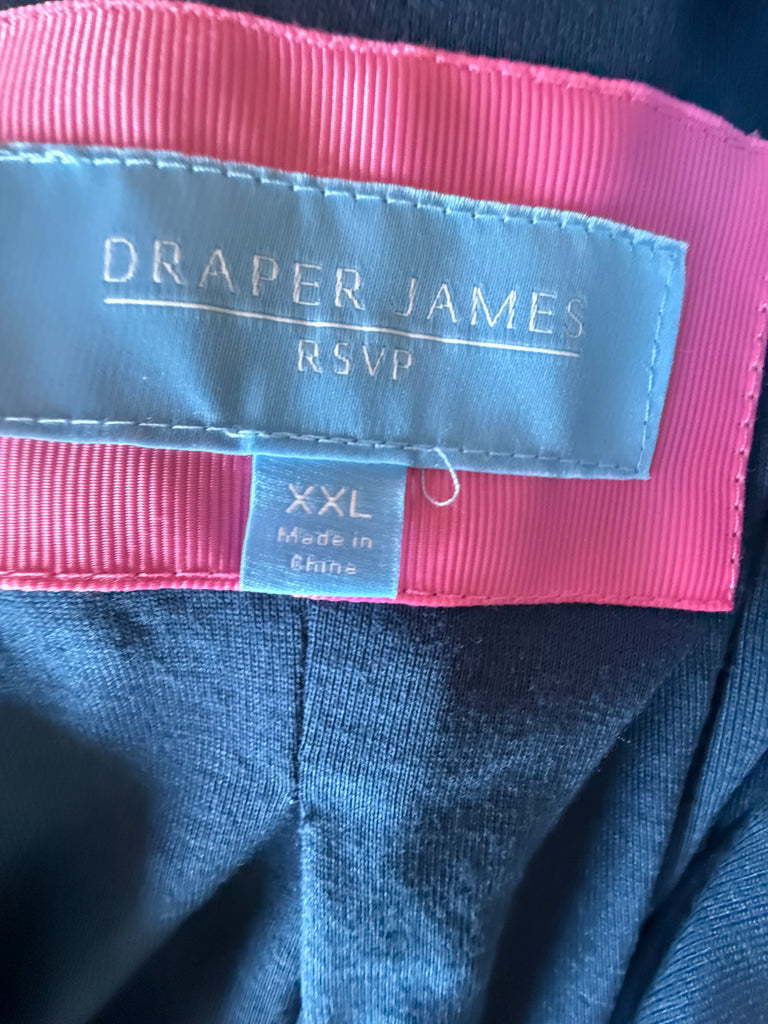 DRAPER JAMES
RSVP
XXL
Made in
China